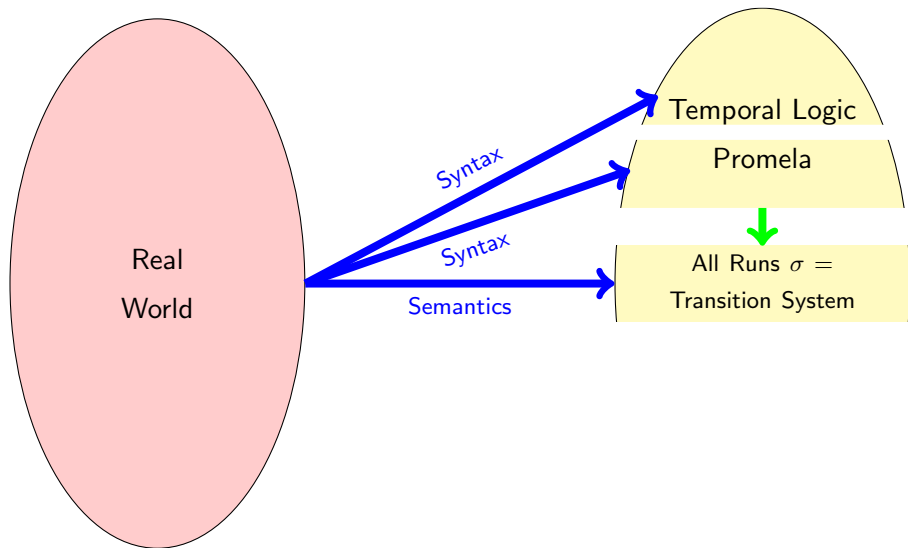 Temporal Logic
Syntax
Promela
Syntax
Real
World
All Runs σ =
Transition System
Semantics